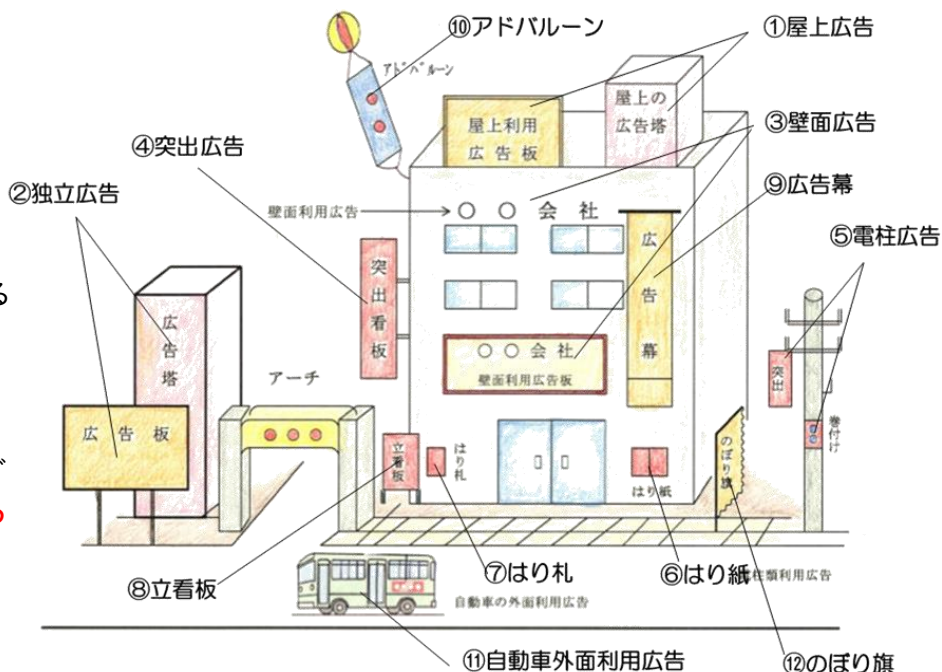 ⑩アドバルーン
①屋上広告
アドバルーン
屋上利用
広告板
屋上の
広告塔
③壁面広告
④突出広告
②独立広告
⑨広告幕
壁面利用広告
○ ○ 会社
⑤電柱広告
突出看板
広告幕
る
広告塔
アーチ
○○会社
壁面利用広告板
突出
巻付け
広告板
立看板
はり札
はり紙
のぼり旗
⑧立看板
⑦はり札
⑥はり紙
柱類利用広告
自動車の外面利用広告
⑪自動車外面利用広告
⑫のぼり旗